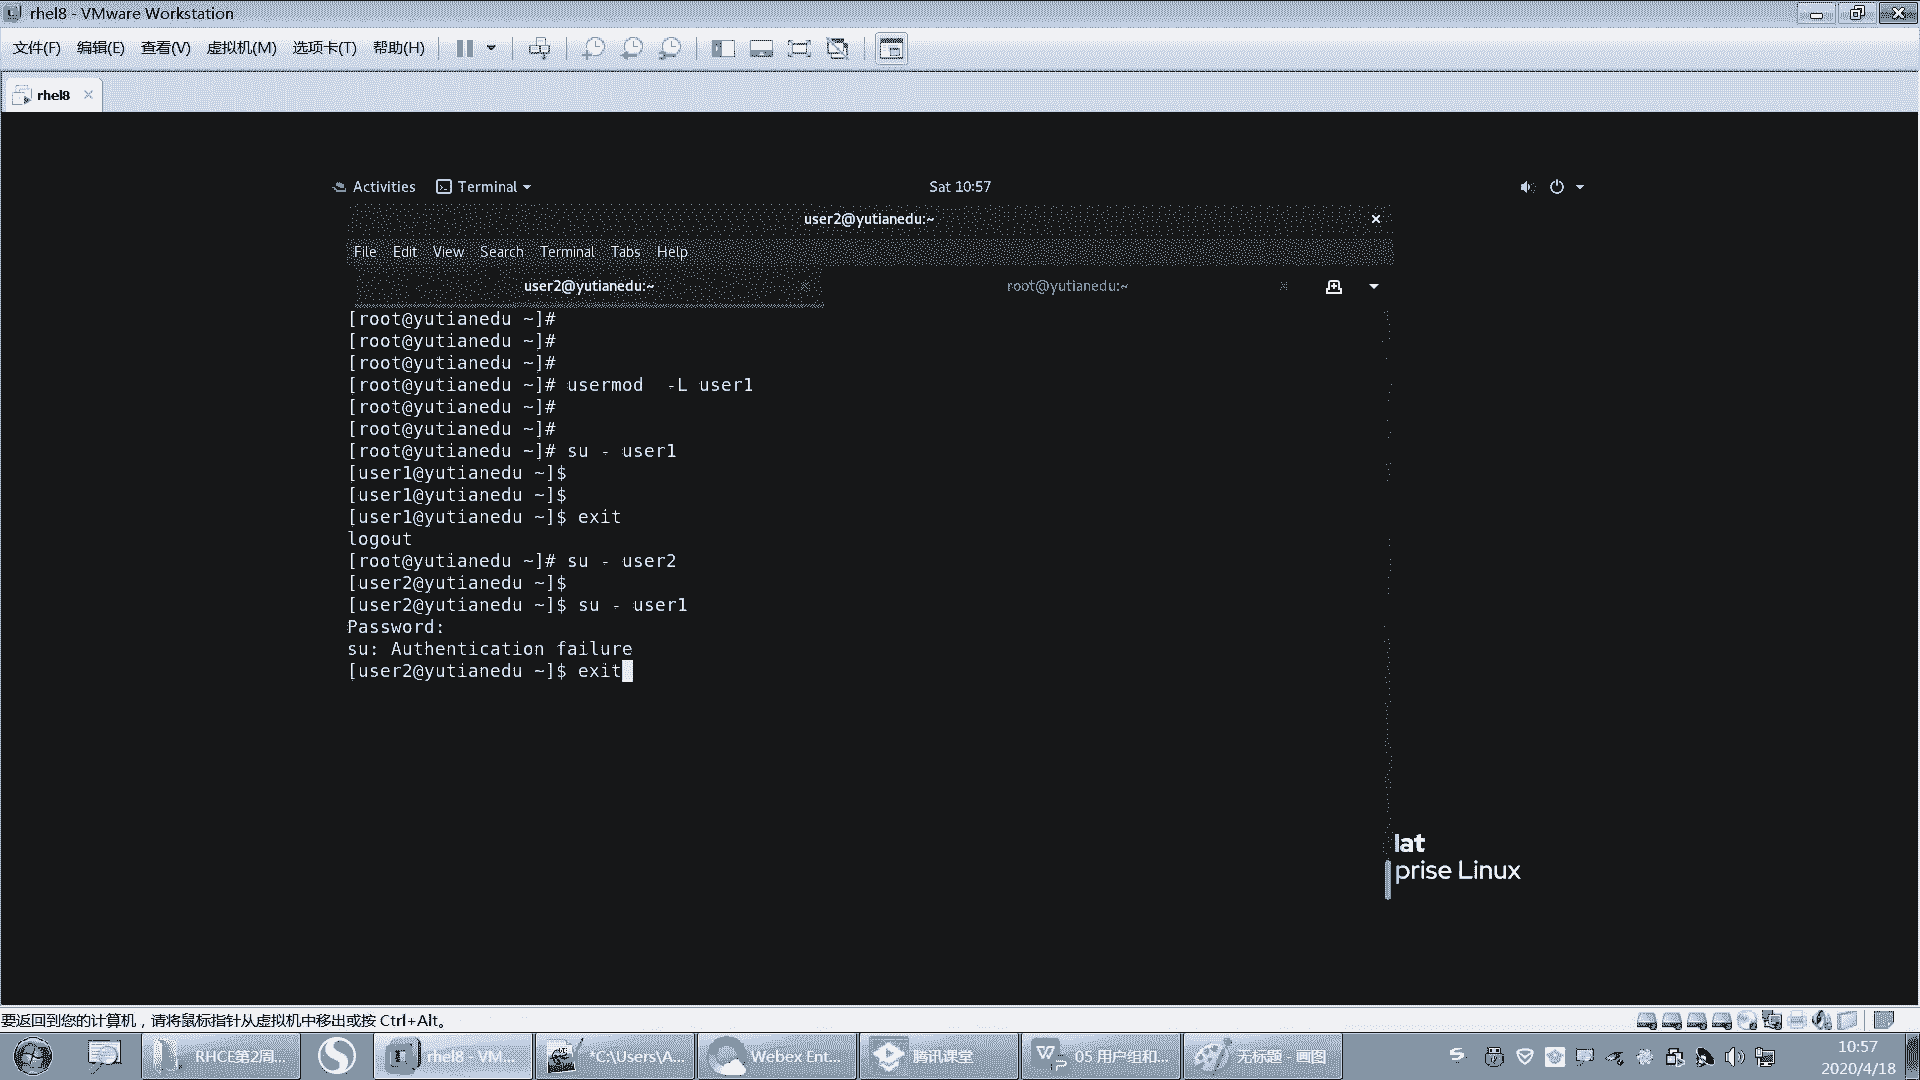 rhel8 - VMware Workstation
文件(F) 编辑(E) 查看(V) 虚拟机(M) 选项卡(T) 帮助(H)
rhel8
Activities Terminal Sat 10:57
user2@yutianedu:~
File Edit View Search Terminal Tabs Help
user2@yutianedu:~ root@yutianedu:~
[root@yutianedu ~]#
[root@yutianedu ~]#
[root@yutianedu ~]#
[root@yutianedu ~]# usermod  -L user1
[root@yutianedu ~]#
[root@yutianedu ~]#
[root@yutianedu ~]# su - user1
[user1@yutianedu ~]$
[user1@yutianedu ~]$
[user1@yutianedu ~]$ exit
logout
[root@yutianedu ~]# su - user2
[user2@yutianedu ~]$
[user2@yutianedu ~]$ su - user1
Password:
su: Authentication failure
[user2@yutianedu ~]$ exit
lat
prise Linux
要返回到您的计算机，请将鼠标指针从虚拟机中移出或按 Ctrl+Alt。
RHCE第2周... rhel8 - VM... *C:\Users\A... Webex Ent... 腾讯课堂 05 用户组和... 无标题 - 画图 10:57
2020/4/18